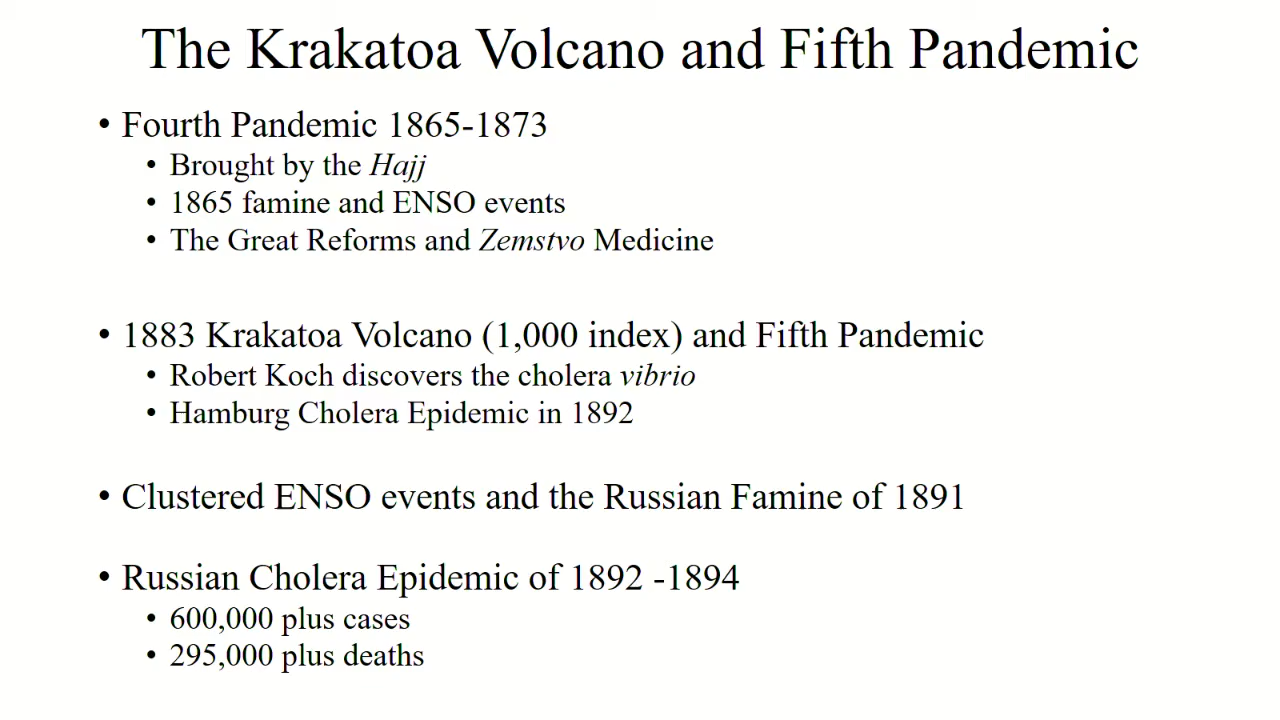 The Krakatoa Volcano and Fifth Pandemic
• Fourth Pandemic 1865-1873
• Brought by the Hajj
• 1865 famine and ENSO events
• The Great Reforms and Zemstvo Medicine
• 1883 Krakatoa Volcano (1,000 index) and Fifth Pandemic
• Robert Koch discovers the cholera vibrio
• Hamburg Cholera Epidemic in 1892
• Clustered ENSO events and the Russian Famine of 1891
• Russian Cholera Epidemic of 1892 -1894
• 600,000 plus cases
• 295,000 plus deaths